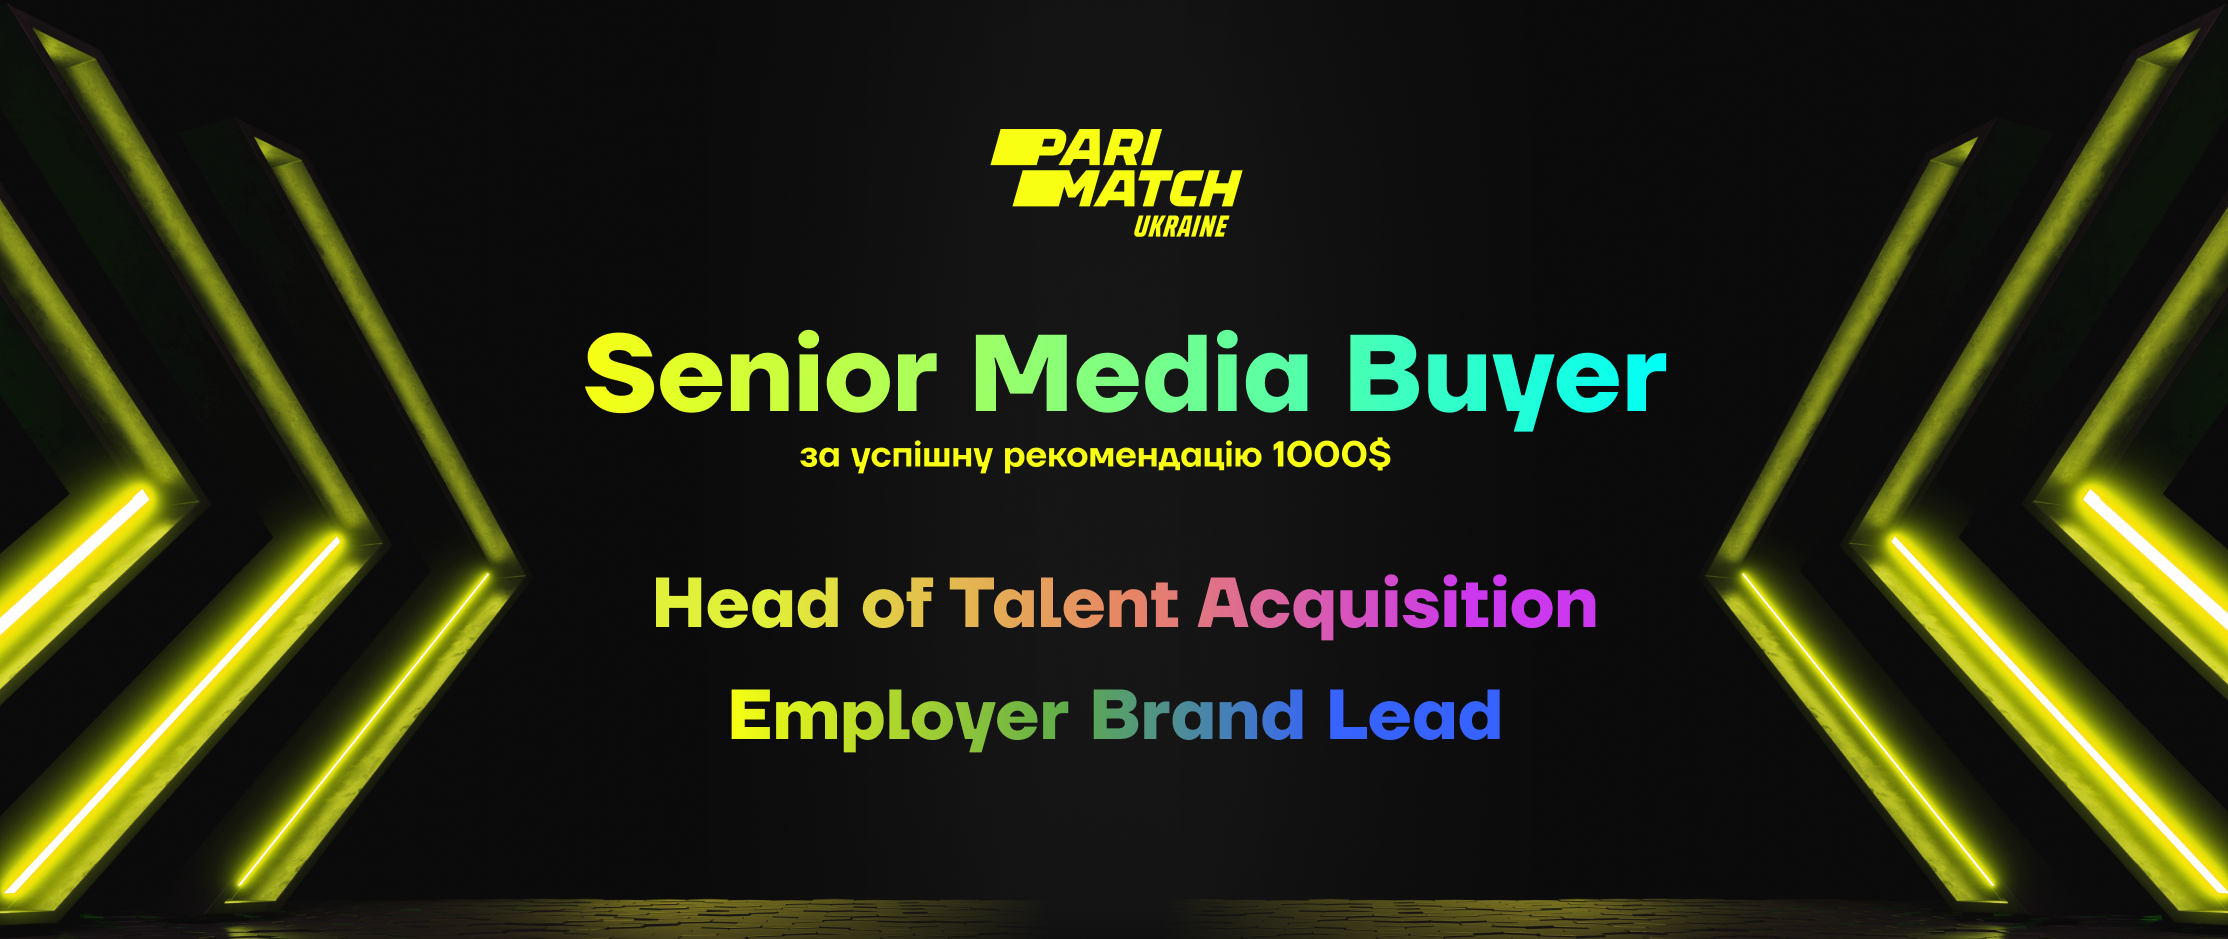 PARI
MATCH
UKRAINE
Senior Media Buyer
за успішну рекомендацію 1000$
Head of Talent Acquisition
Employer Brand Lead